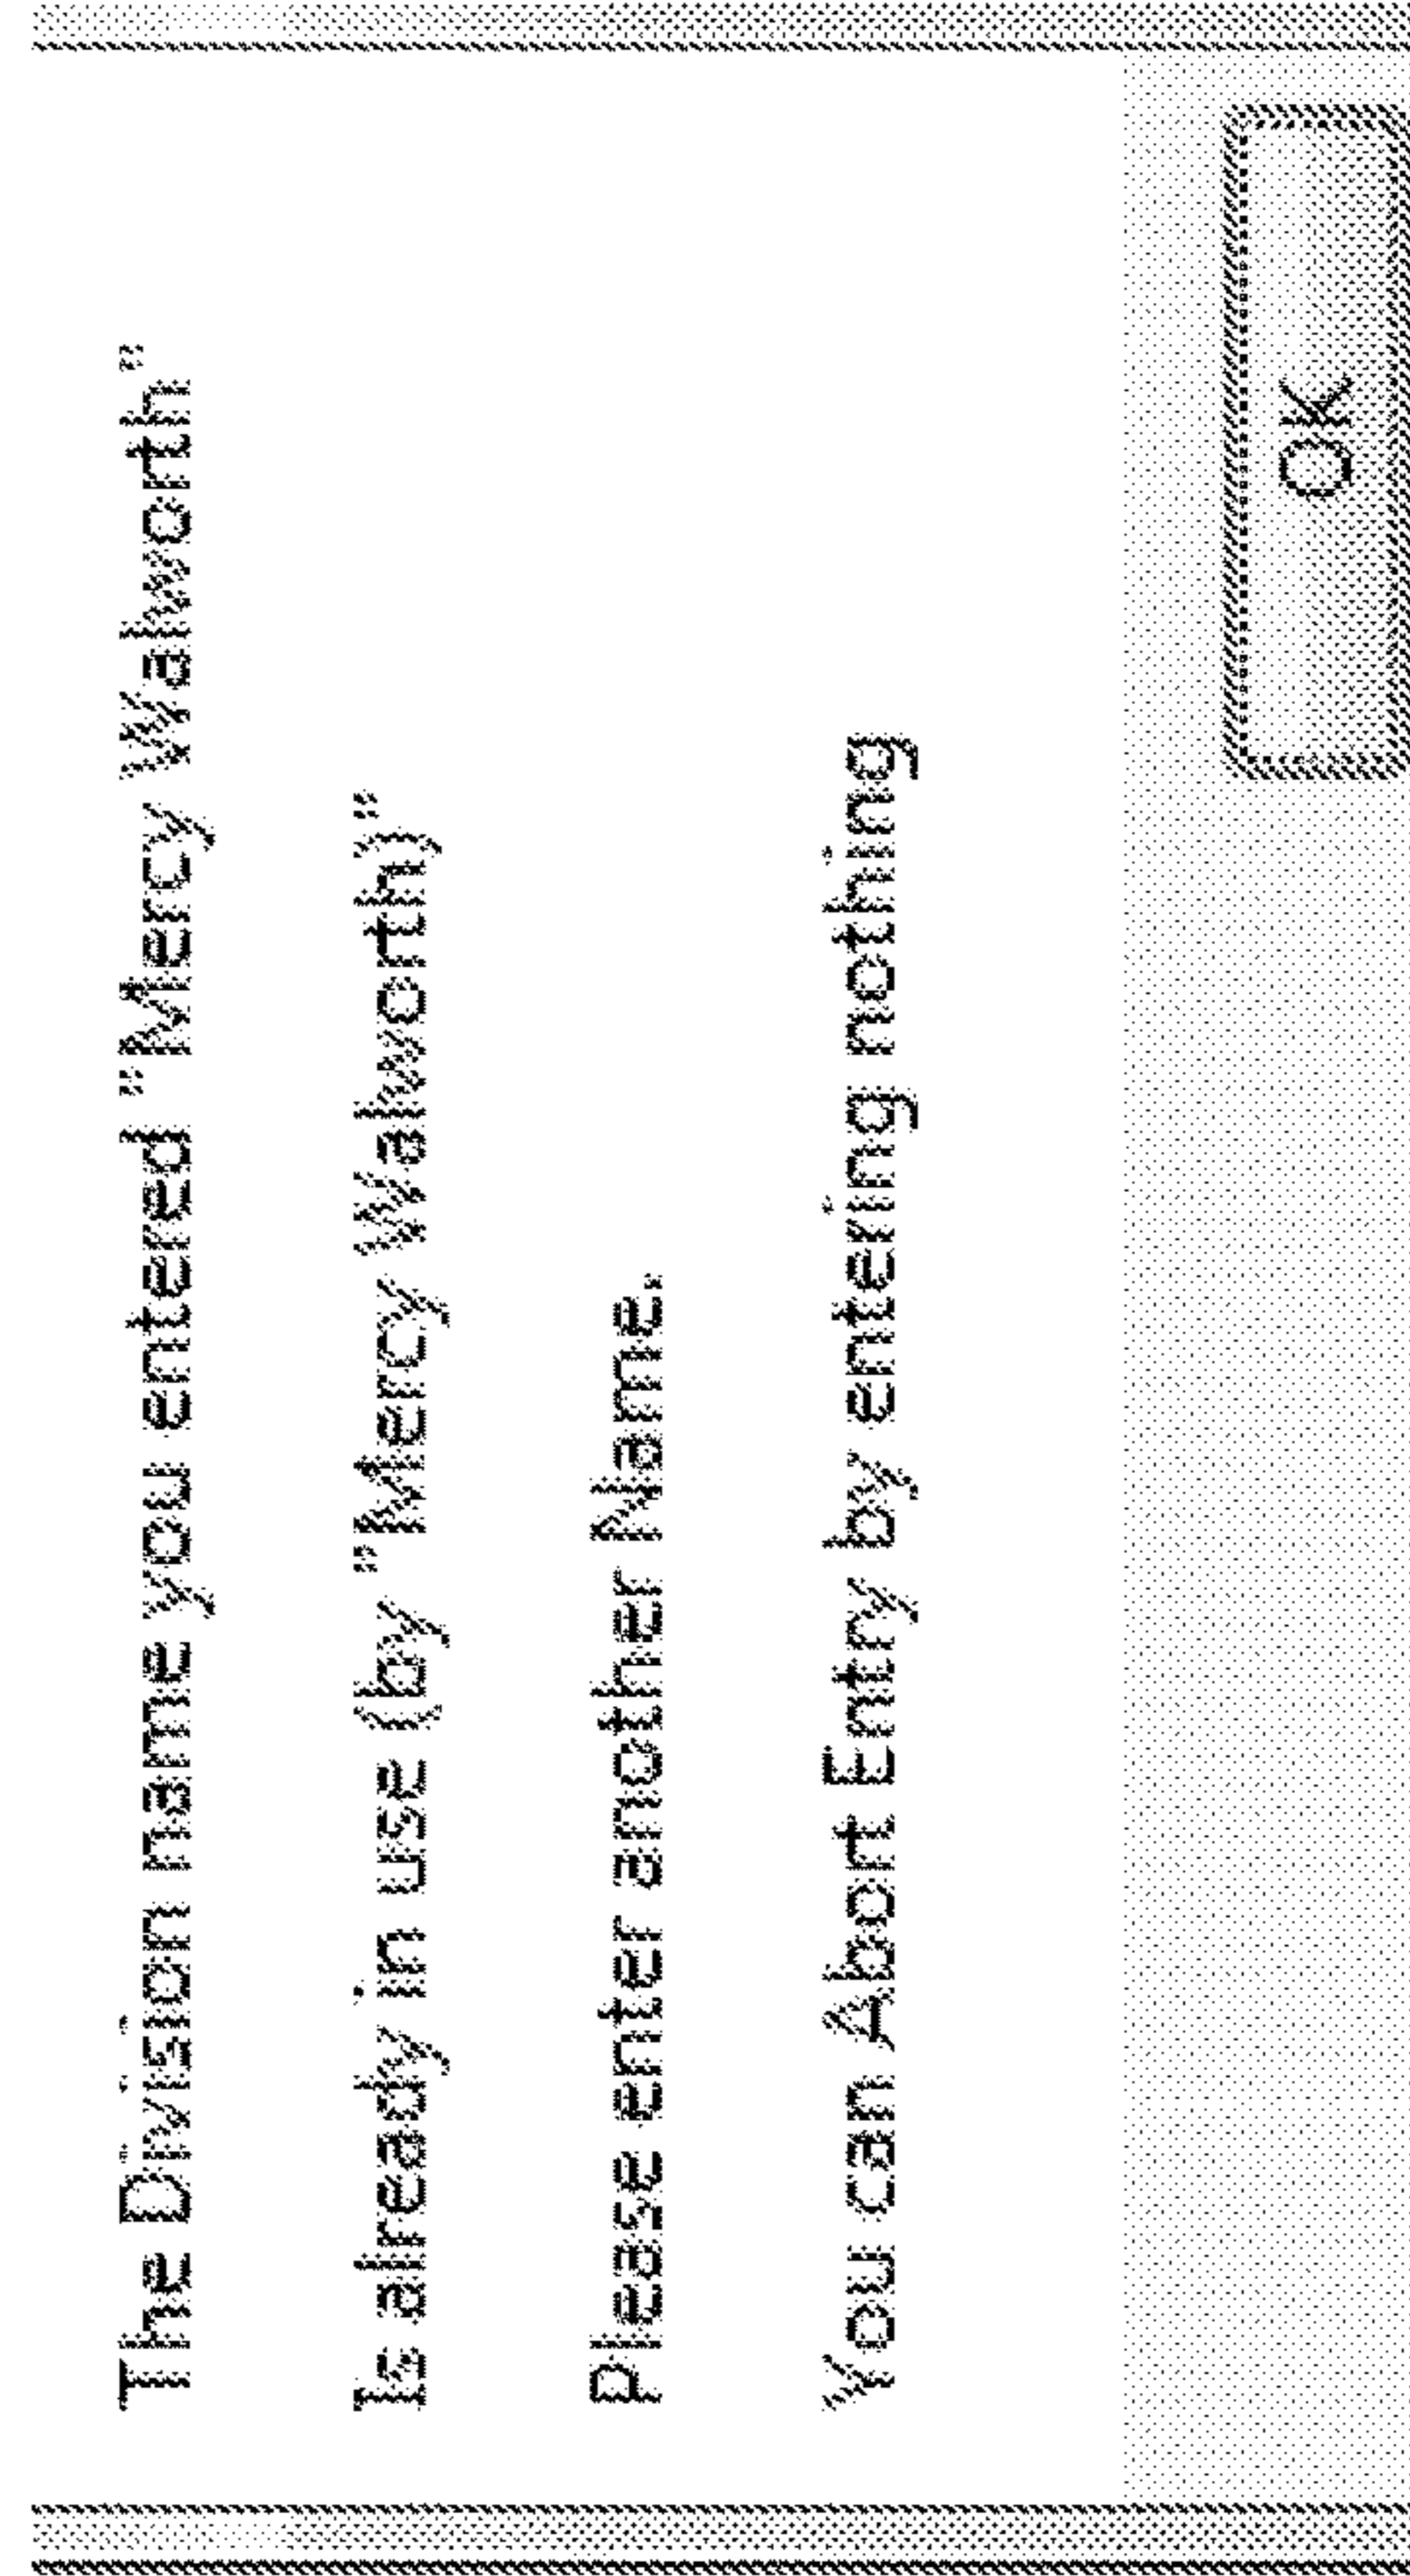 The Division name you entered "Mercy Walworth"
Is already in use (by "Mercy Walworth)"
Please enter another Name.
You can Abort Entry by entering nothing
OK